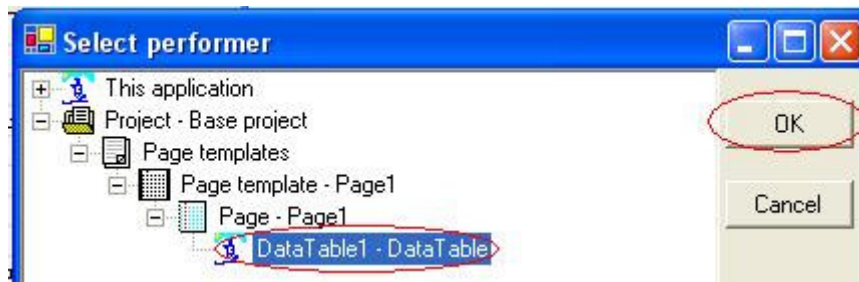 Select performer
This application
Project - Base project
Page templates
Page template - Page1
Page - Page1
DataTable1 - DataTable
OK
Cancel